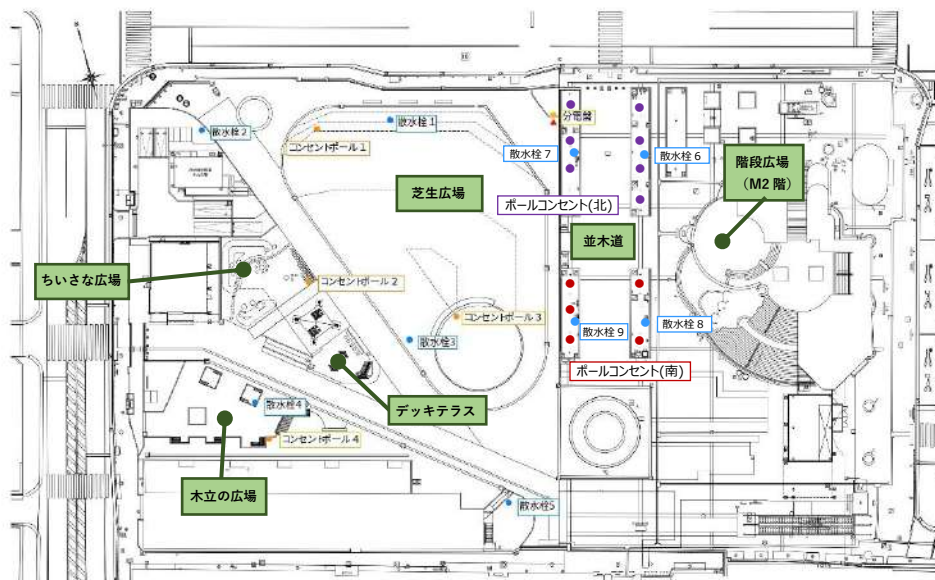 散水栓2
散水栓1
コンセントポール1
分電盤
散水栓7
散水栓6
階段広場
（M2階）
芝生広場
ポールコンセント(北)
並木道
ちいさな広場
コンセントポール2
コンセントポール3
散水栓3
散水栓9
散水栓8
ポールコンセント(南)
デッキテラス
散水栓4
コンセントポール4
木立の広場
散水栓5